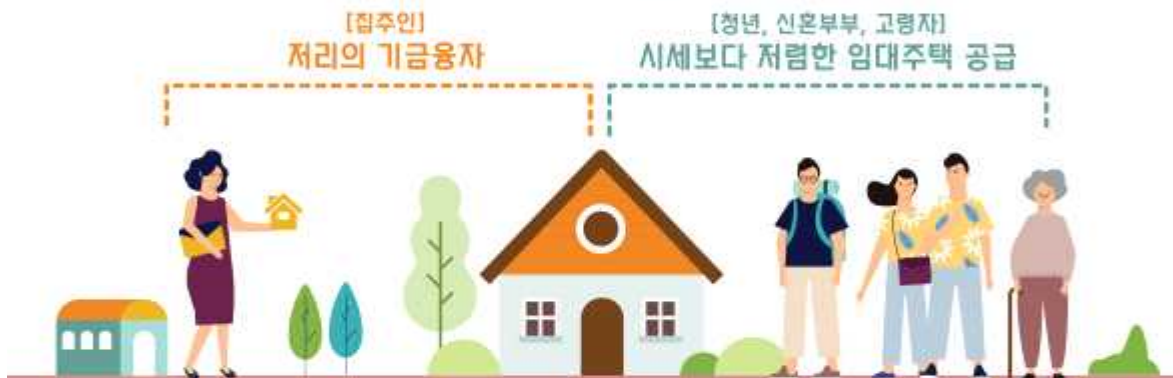 [집주인]
저리의 기금융자
[청년, 신혼부부, 고령자]
시세보다 저렴한 임대주택 공급